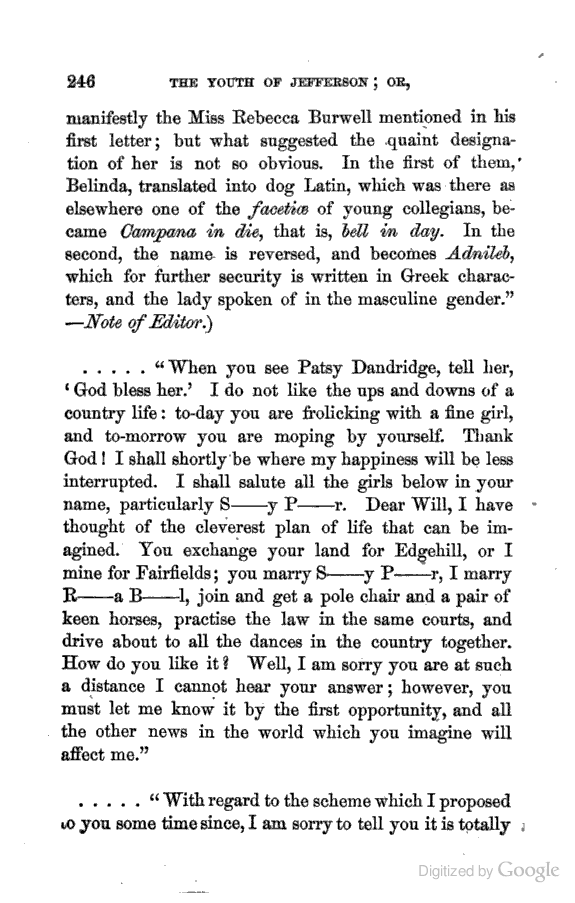 246 THE YOUTH OF JEFFERSON; OR,
manifestly the Miss Rebecca Burwell mentioned in his
first letter; but what suggested the quaint designa-
tion of her is not so obvious. In the first of them,
Belinda, translated into dog Latin, which was there as
elsewhere one of the facetiæ of young collegians, be-
came Campana in die, that is, bell in day. In the
second, the name is reversed, and becomes Adnileb,
which for further security is written in Greek charac-
ters, and the lady spoken of in the masculine gender.”
—Note of Editor.)
. . . . . “When you see Patsy Dandridge, tell her,
‘God bless her.’ I do not like the ups and downs of a
country life: to-day you are frolicking with a fine girl,
and to-morrow you are moping by yourself. Thank
God! I shall shortly be where my happiness will be less
interrupted. I shall salute all the girls below in your
name, particularly S——y P——r. Dear Will, I have
thought of the cleverest plan of life that can be im-
agined. You exchange your land for Edgehill, or I
mine for Fairfields; you marry S——y P——r, I marry
R——a B——l, join and get a pole chair and a pair of
keen horses, practise the law in the same courts, and
drive about to all the dances in the country together.
How do you like it? Well, I am sorry you are at such
a distance I cannot hear your answer; however, you
must let me know it by the first opportunity, and all
the other news in the world which you imagine will
affect me.”
. . . . . “With regard to the scheme which I proposed
to you some time since, I am sorry to tell you it is totally
Digitized by Google